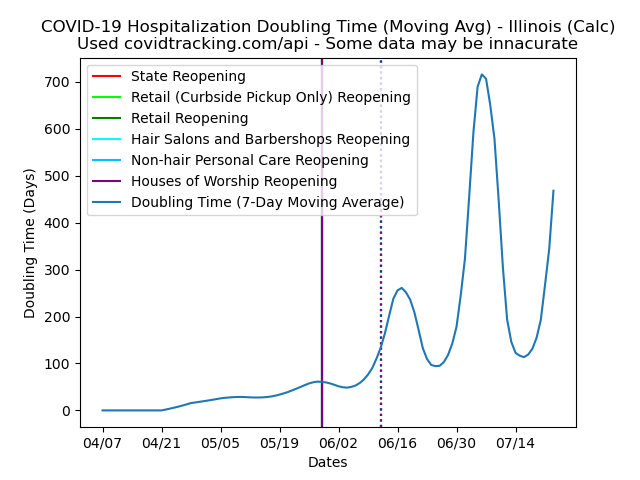 COVID-19 Hospitalization Doubling Time (Moving Avg) - Illinois (Calc)
Used covidtracking.com/api - Some data may be innacurate
State Reopening
Retail (Curbside Pickup Only) Reopening
Retail Reopening
Hair Salons and Barbershops Reopening
Non-hair Personal Care Reopening
Houses of Worship Reopening
Doubling Time (7-Day Moving Average)
Doubling Time (Days)
700
600
500
400
300
200
100
0
04/07 04/21 05/05 05/19 06/02 06/16 06/30 07/14
Dates